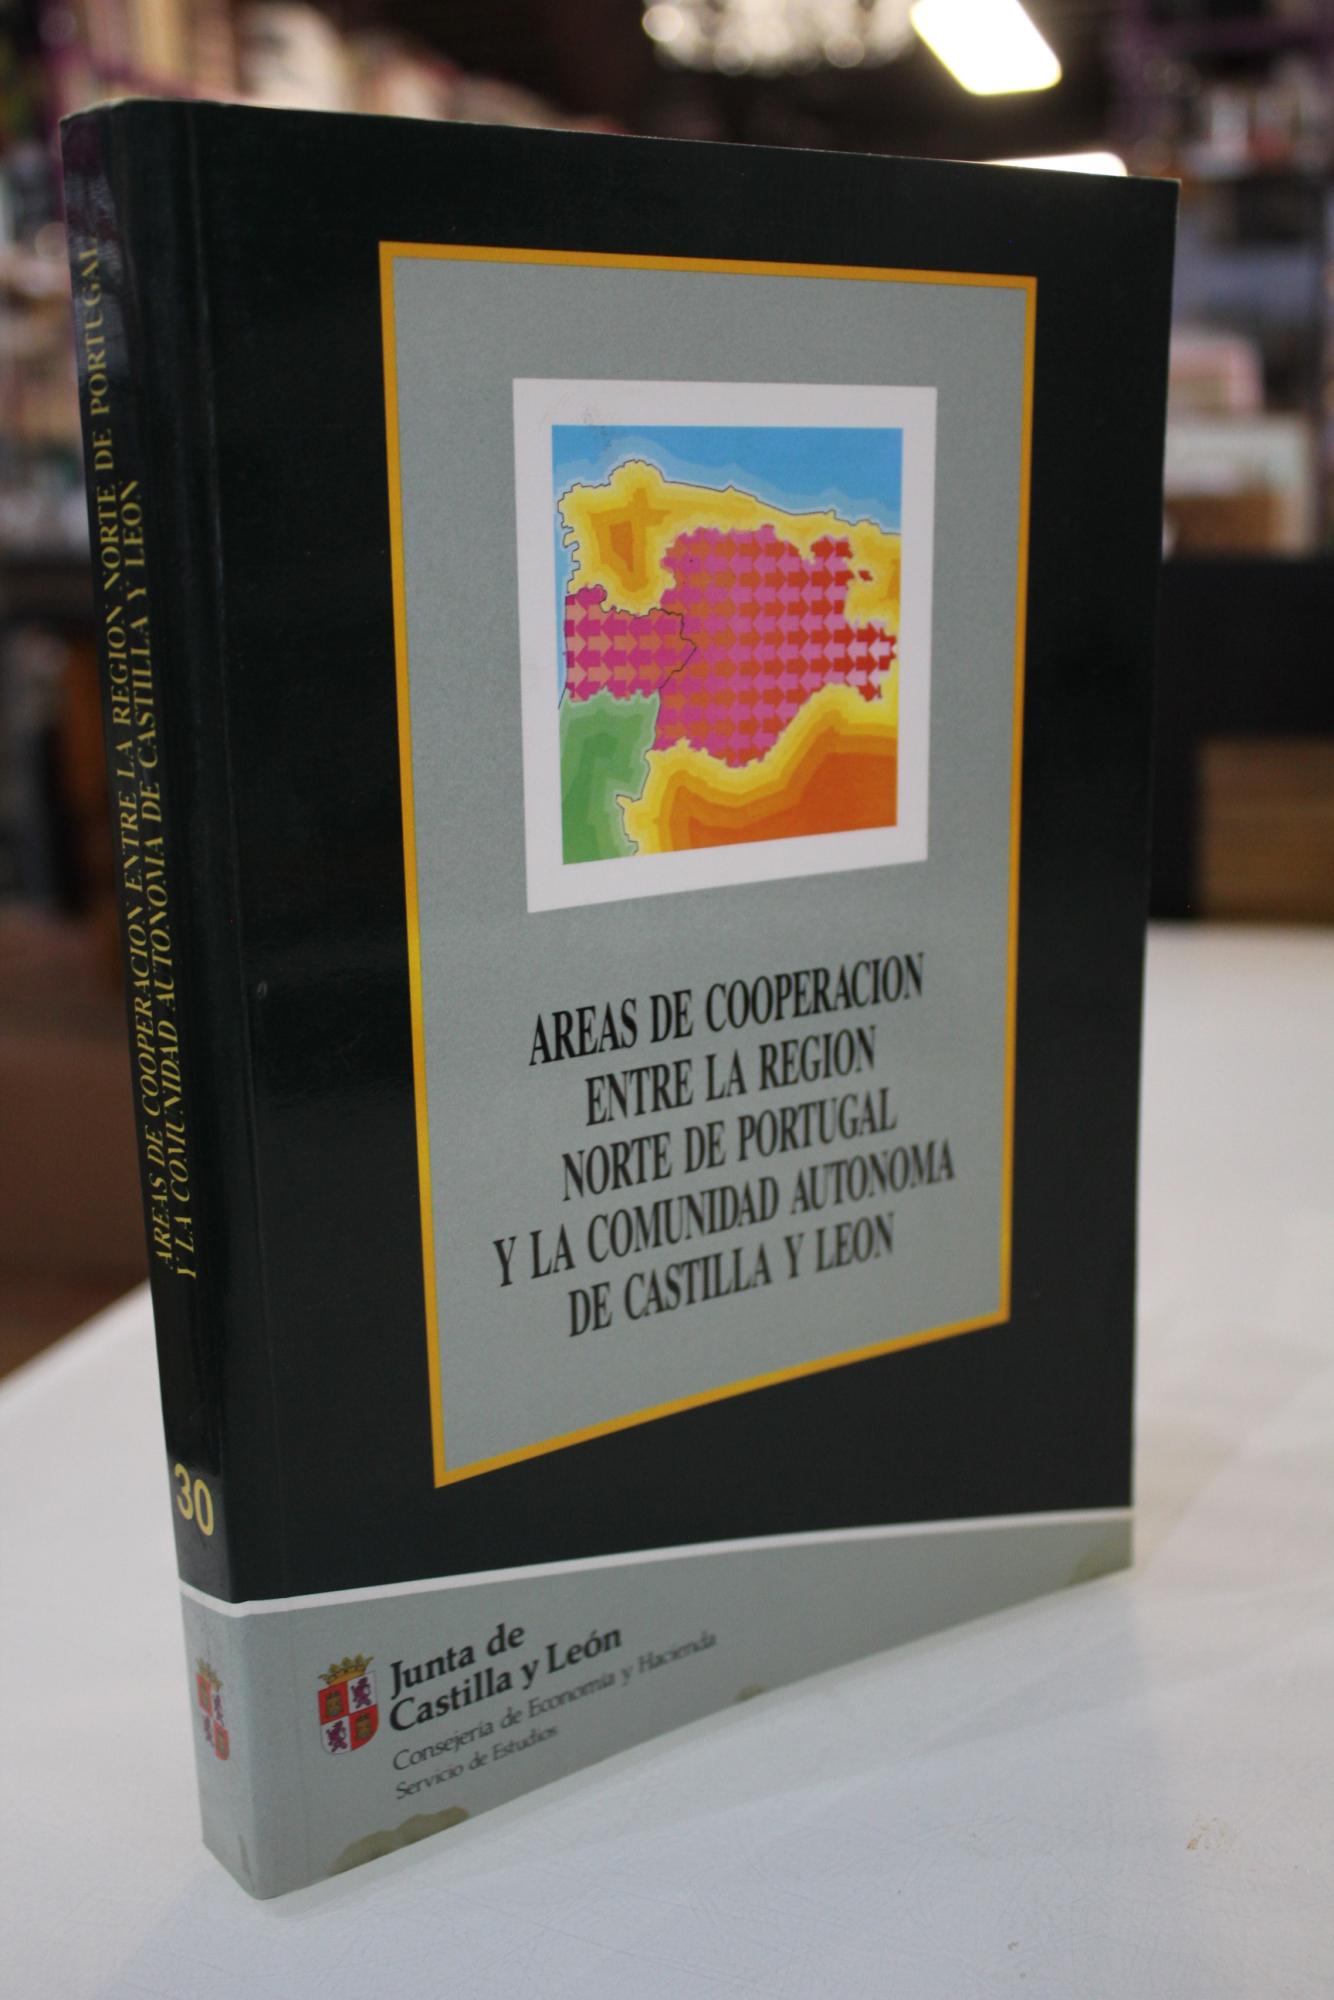 AREAS DE COOPERACION ENTRE LA REGION NORTE DE PORTUGAL
Y LA COMUNIDAD AUTONOMA DE CASTILLA Y LEON
30
AREAS DE COOPERACION
ENTRE LA REGION
NORTE DE PORTUGAL
Y LA COMUNIDAD AUTONOMA
DE CASTILLA Y LEON
Junta de
Castilla y León
Consejería de Economía y Hacienda
Servicio de Estudios